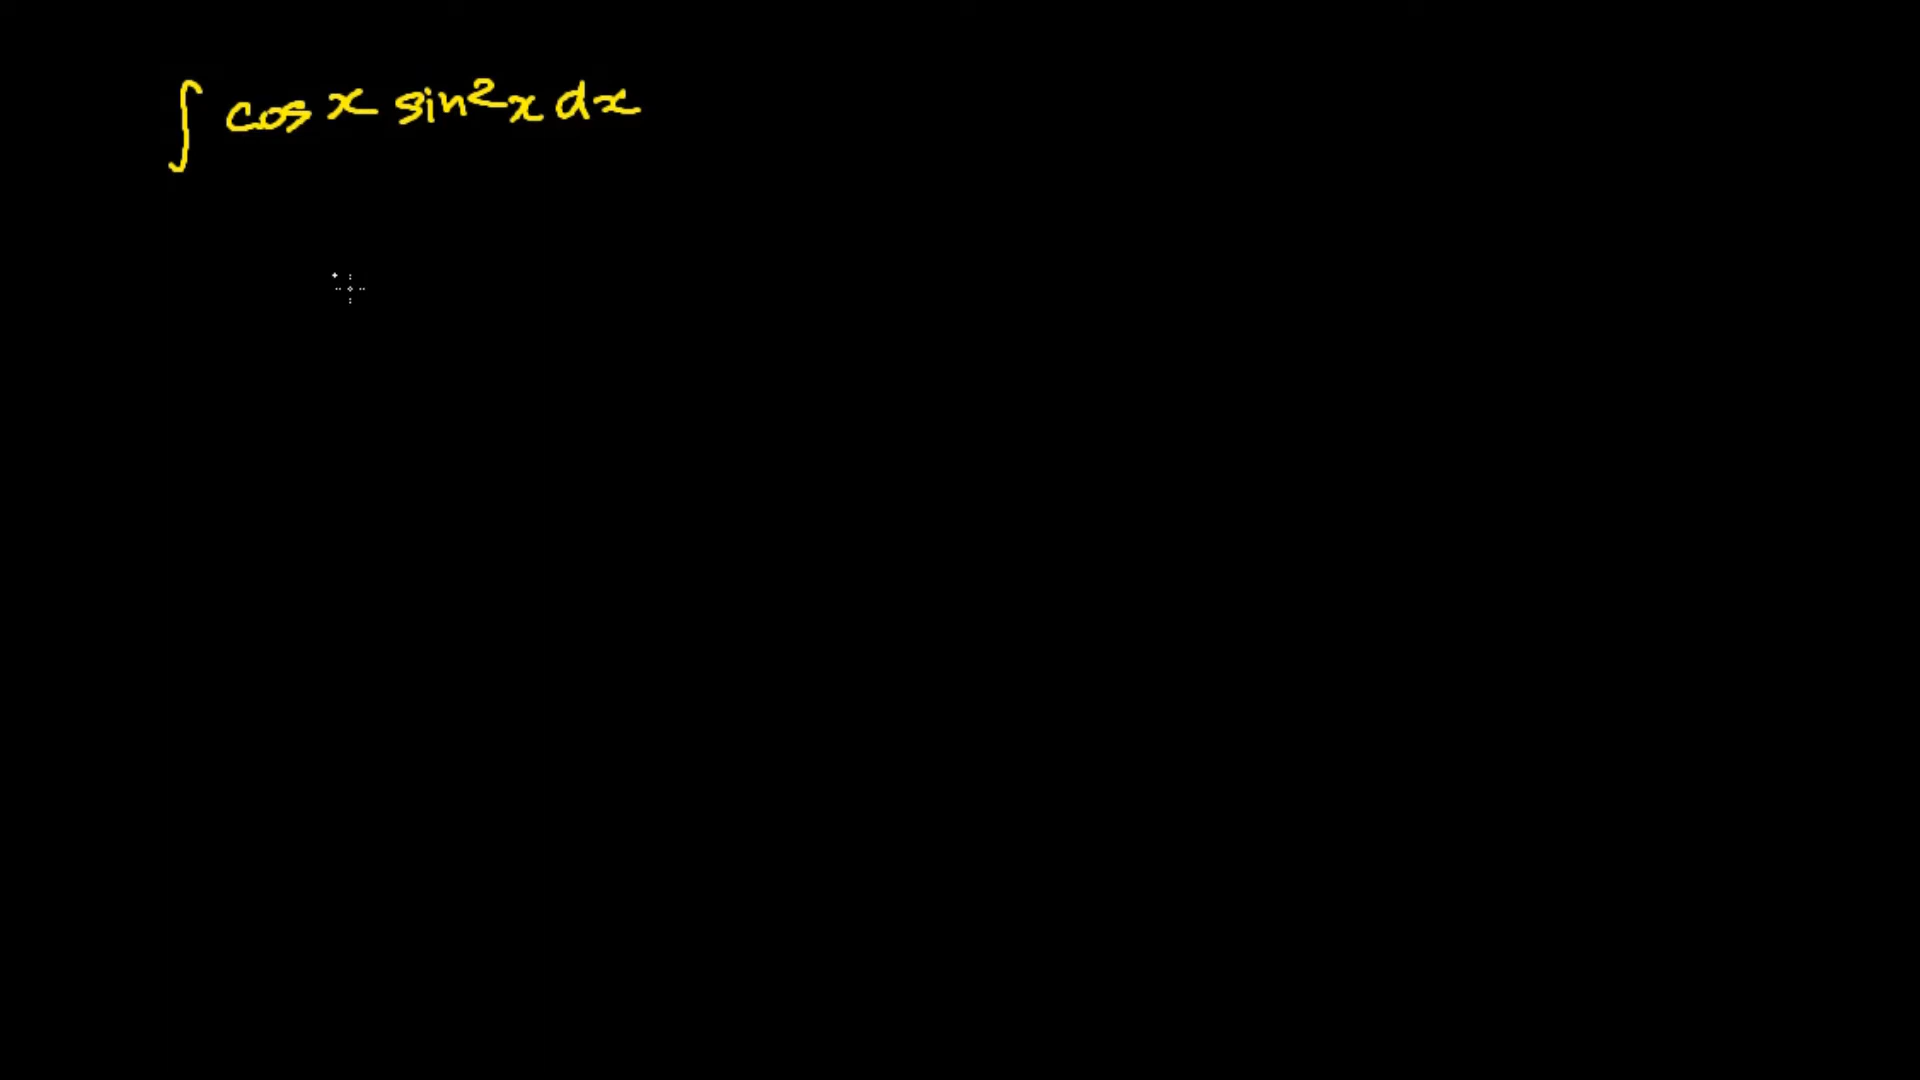 ∫ cos x sin²x dx